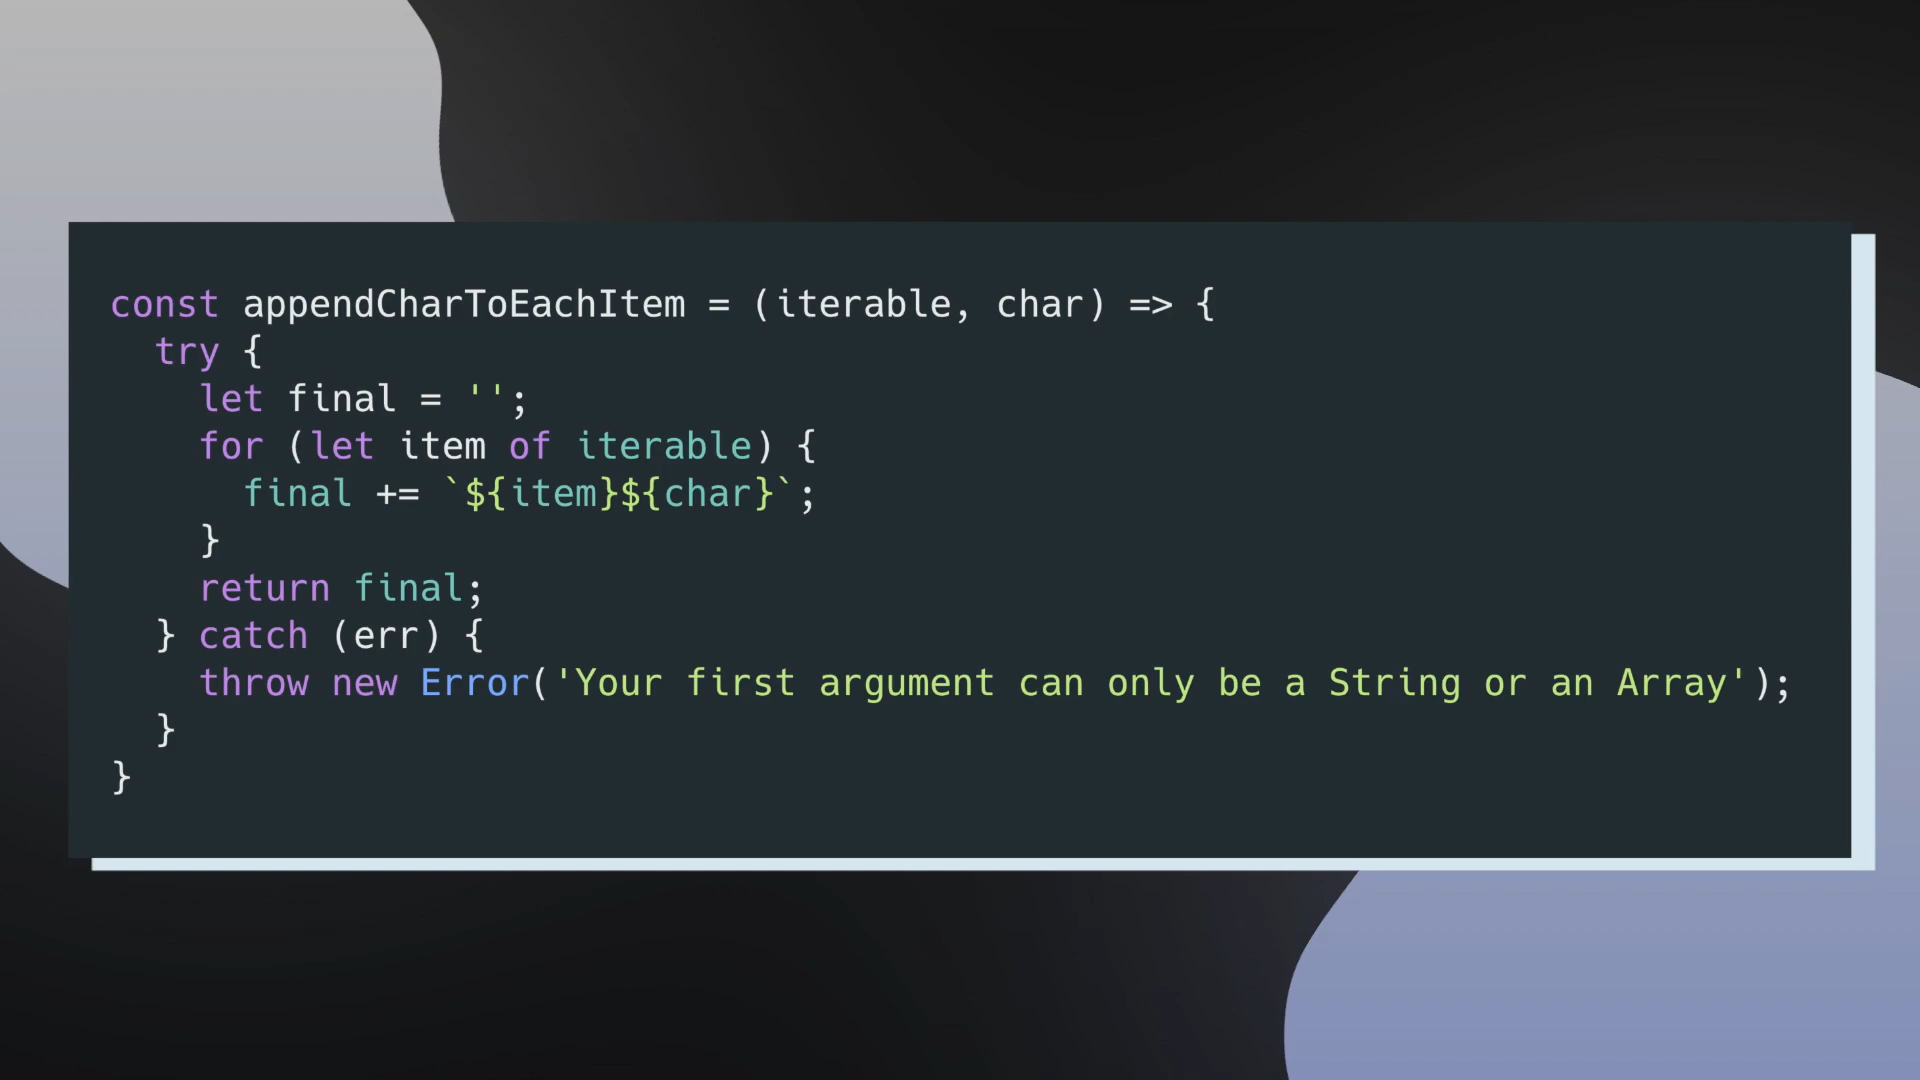 const appendCharToEachItem = (iterable, char) => {
  try {
    let final = '';
    for (let item of iterable) {
      final += `${item}${char}`;
    }
    return final;
  } catch (err) {
    throw new Error('Your first argument can only be a String or an Array');
  }
}